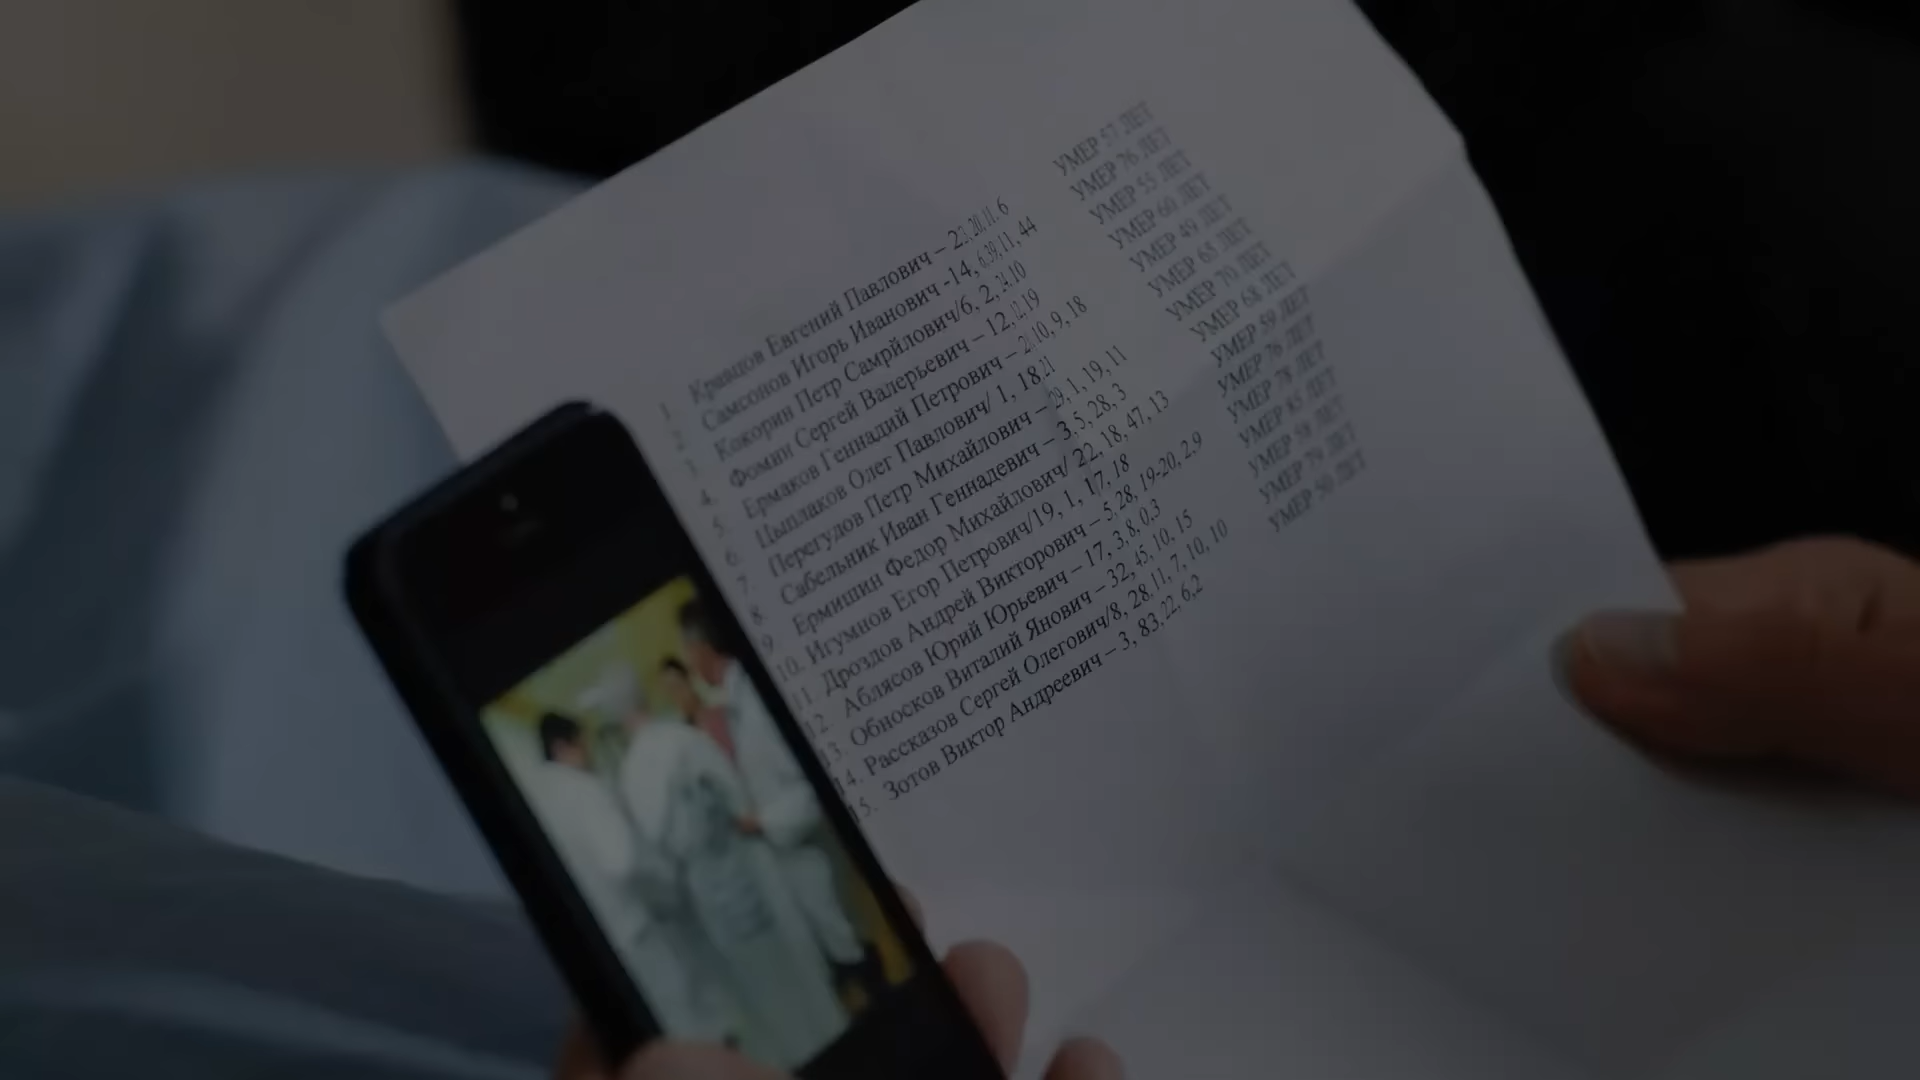 1. Кравцов Евгений Павлович – 23, 20, 11. 6 УМЕР 57 ЛЕТ
2. Самсонов Игорь Иванович -14, 6,39,11, 44 УМЕР 76 ЛЕТ
3. Кокорин Петр Самрйлович/6, 2, 24,10 УМЕР 55 ЛЕТ
4. Фомин Сергей Валерьевич – 12, 12,19 УМЕР 60 ЛЕТ
5. Ермаков Геннадий Петрович – 21,10, 9, 18 УМЕР 49 ЛЕТ
6. Цыплаков Олег Павлович/ 1, 18,21 УМЕР 65 ЛЕТ
7. Перегудов Петр Михайлович – 29, 1, 19, 11 УМЕР 70 ЛЕТ
8 Сабельник Иван Геннадевич – 3,5, 28, 3 УМЕР 68 ЛЕТ
9 Ермишин Федор Михайлович/ 22, 18, 47, 13 УМЕР 59 ЛЕТ
10. Игумнов Егор Петрович/19, 1, 17, 18 УМЕР 76 ЛЕТ
11. Дроздов Андрей Викторович – 5, 28, 19-20, 2,9 УМЕР 78 ЛЕТ
12. Аблясов Юрий Юрьевич – 17, 3,8, 0,3 УМЕР ЛЕТ
13. Обносков Виталий Янович – 32, 45, 10, 15 УМЕР ЛЕТ
14. Рассказов Сергей Олегович/8, 28,11, 7, 10, 10 УМЕР 79 ЛЕТ
15. Зотов Виктор Андреевич – 3, 83,22, 6,2 УМЕР 50 ЛЕТ